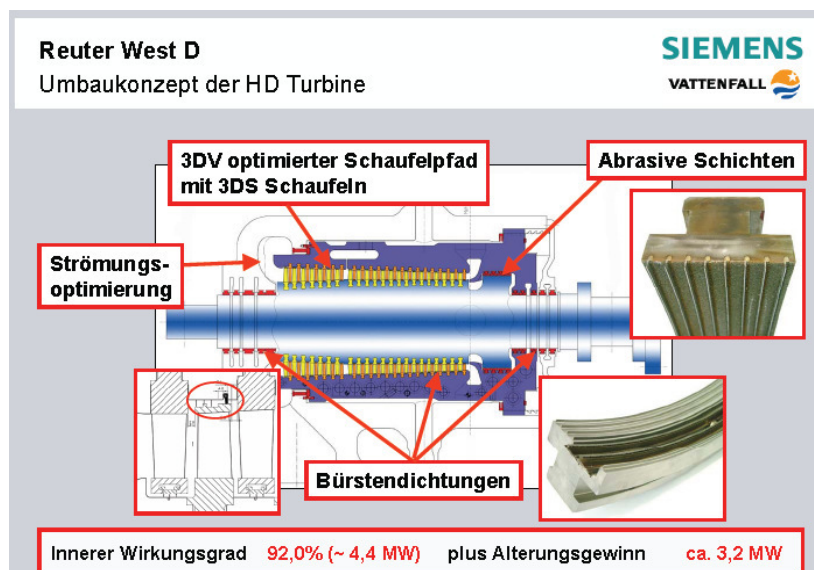 Reuter West D
Umbaukonzept der HD Turbine
SIEMENS
VATTENFALL
3DV optimierter Schaufelpfad
mit 3DS Schaufeln
Abrasive Schichten
Strömungs-
optimierung
Bürstendichtungen
Innerer Wirkungsgrad 92,0% (~ 4,4 MW) plus Alterungsgewinn ca. 3,2 MW